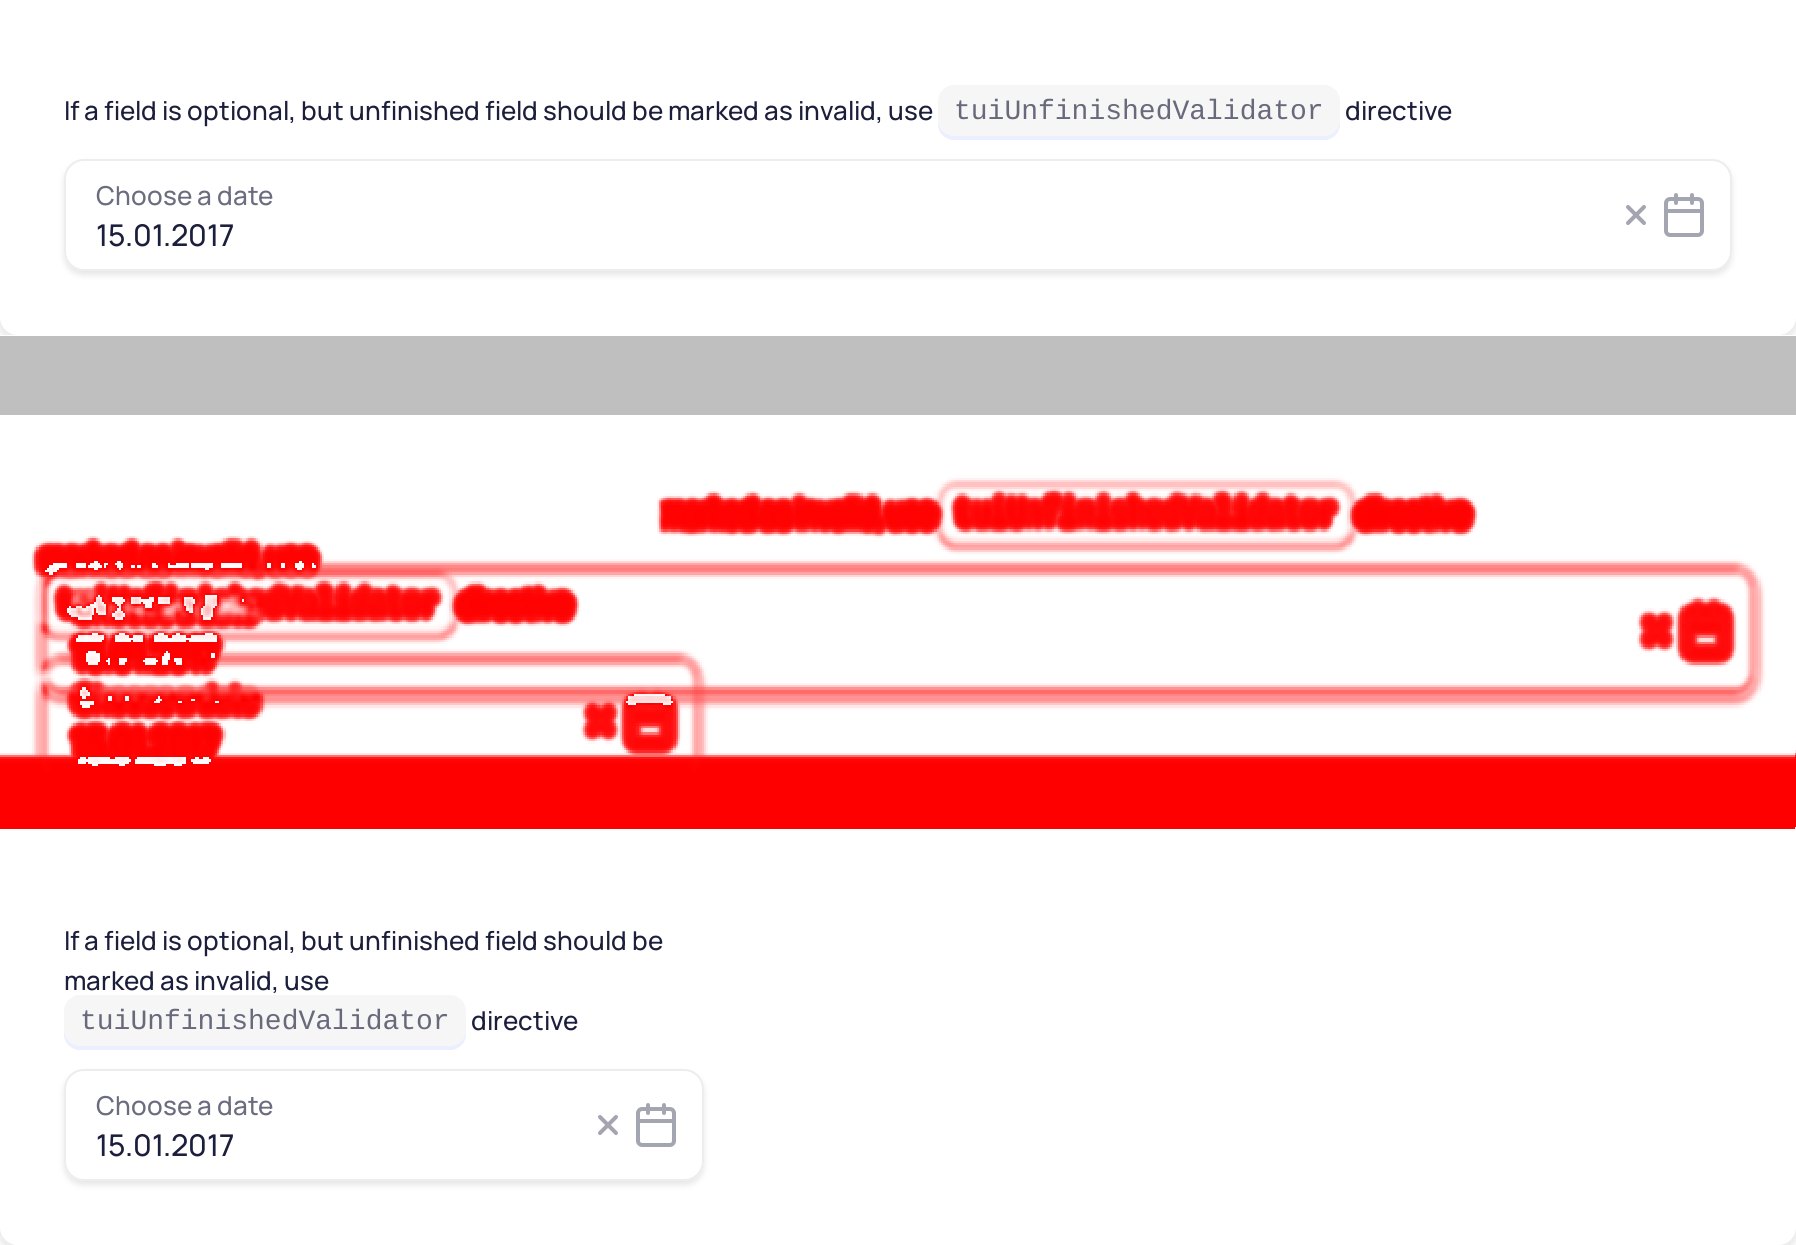 If a field is optional, but unfinished field should be marked as invalid, use tuiUnfinishedValidator directive
Choose a date
15.01.2017
tuiUnfinishedValidator
If a field is optional, but unfinished field should be
marked as invalid, use
tuiUnfinishedValidator directive
Choose a date
15.01.2017